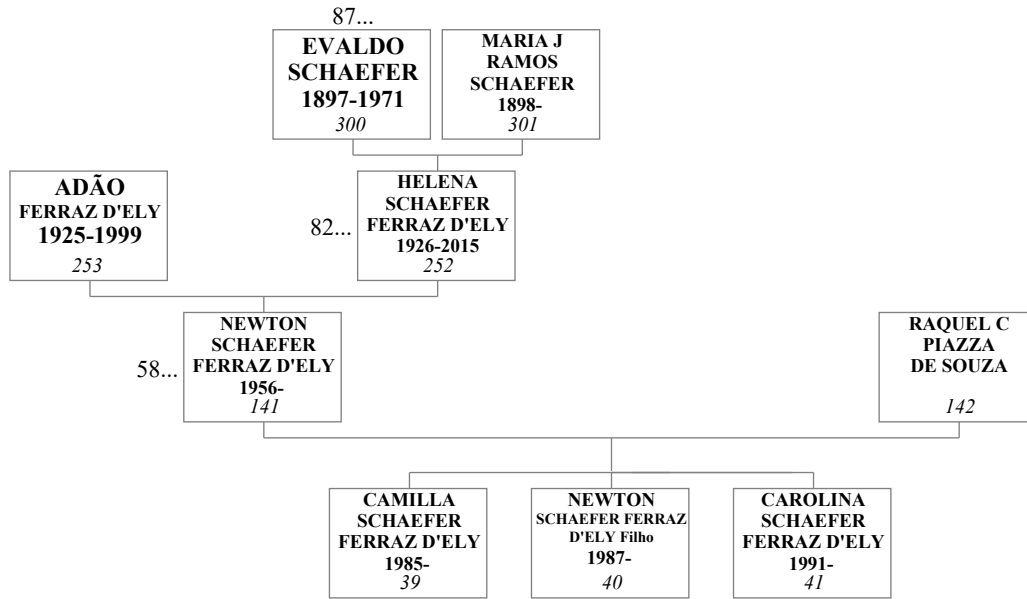 87...
EVALDO
SCHAEFER
1897-1971
300
MARIA J
RAMOS
SCHAEFER
1898-
301
ADÃO
FERRAZ D'ELY
1925-1999
253
82...
HELENA
SCHAEFER
FERRAZ D'ELY
1926-2015
252
58...
NEWTON
SCHAEFER
FERRAZ D'ELY
1956-
141
RAQUEL C
PIAZZA
DE SOUZA
142
CAMILLA
SCHAEFER
FERRAZ D'ELY
1985-
39
NEWTON
SCHAEFER FERRAZ
D'ELY Filho
1987-
40
CAROLINA
SCHAEFER
FERRAZ D'ELY
1991-
41